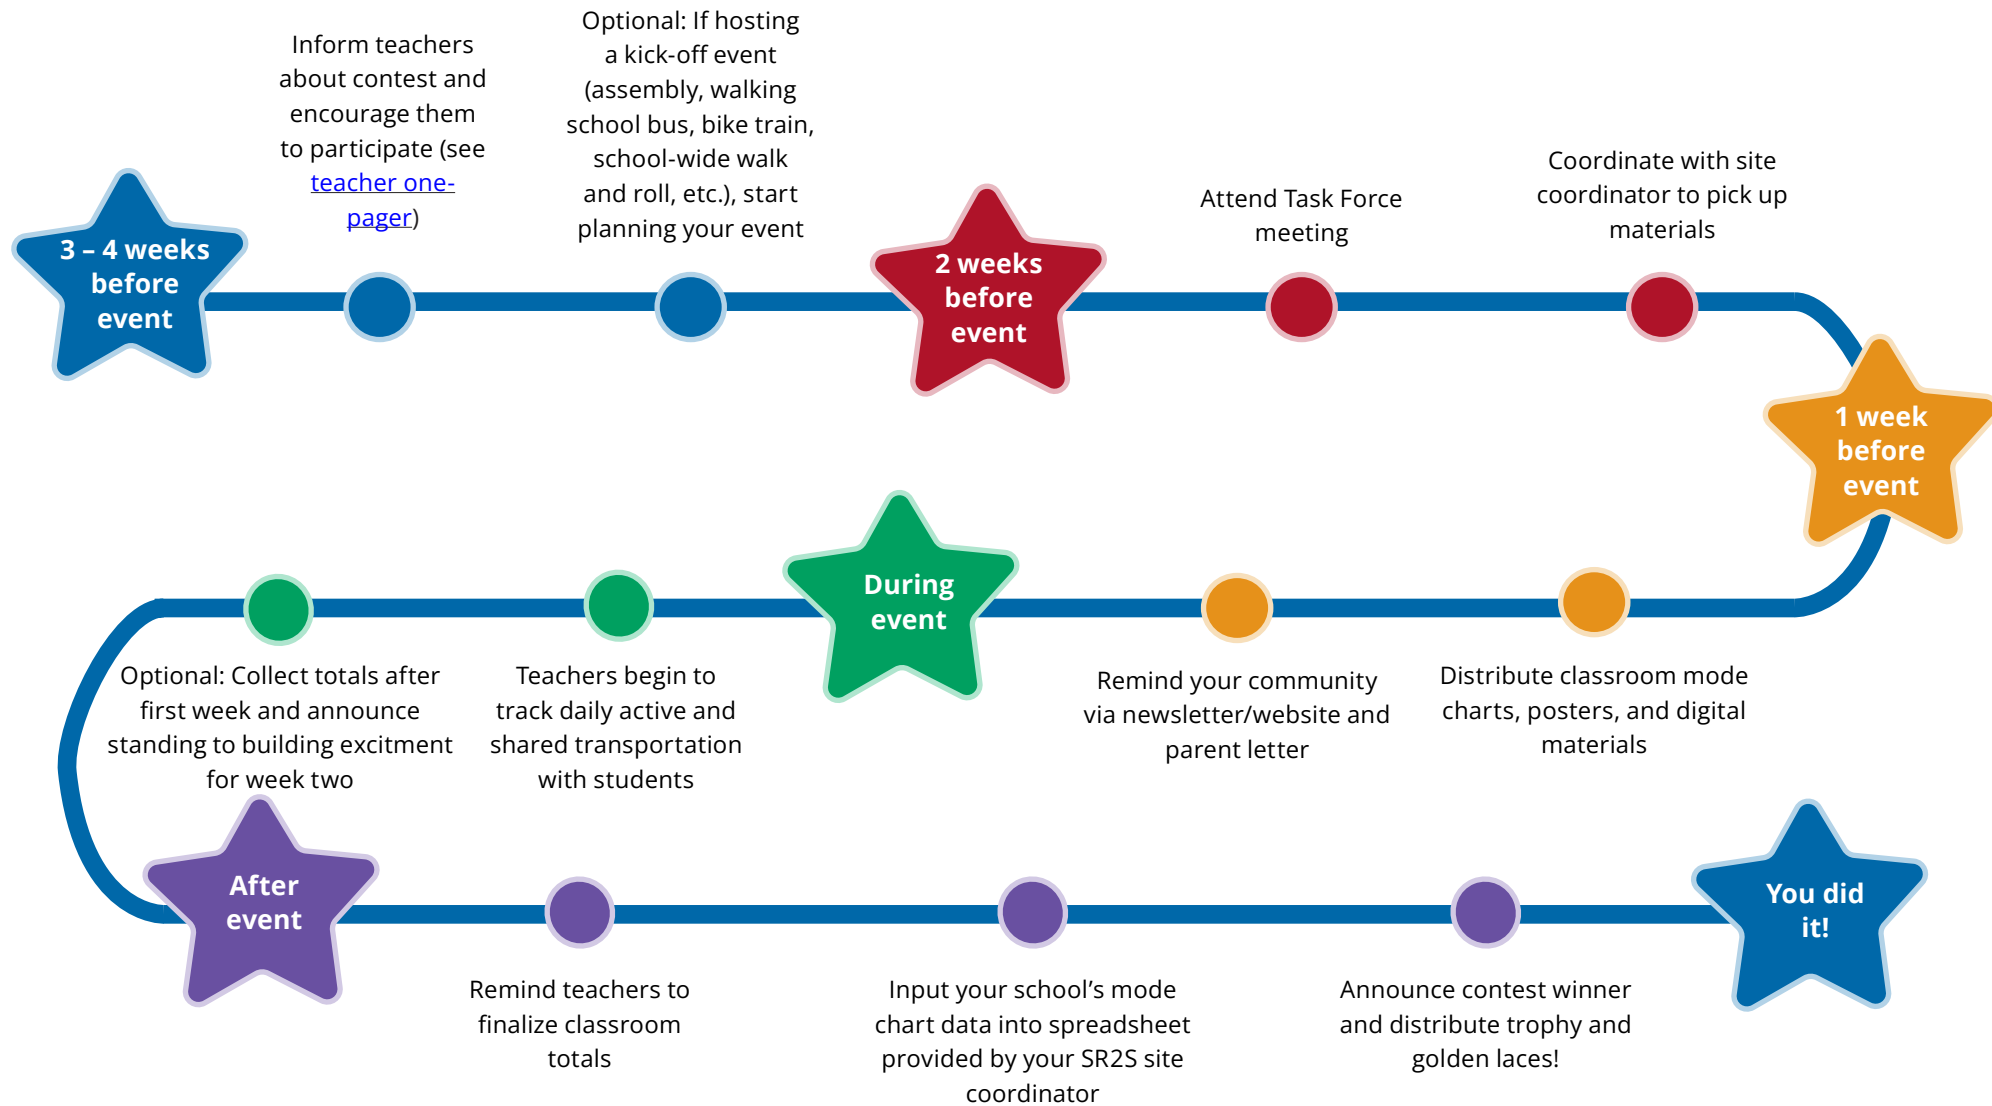 3 – 4 weeks
before
event
Inform teachers
about contest and
encourage them
to participate (see
teacher one-
pager)
Optional: If hosting
a kick-off event
(assembly, walking
school bus, bike train,
school-wide walk
and roll, etc.), start
planning your event
2 weeks
before
event
Attend Task Force
meeting
Coordinate with site
coordinator to pick up
materials
1 week
before
event
Distribute classroom mode
charts, posters, and digital
materials
Remind your community
via newsletter/website and
parent letter
During
event
Teachers begin to
track daily active and
shared transportation
with students
Optional: Collect totals after
first week and announce
standing to building excitment
for week two
After
event
Remind teachers to
finalize classroom
totals
Input your school’s mode
chart data into spreadsheet
provided by your SR2S site
coordinator
Announce contest winner
and distribute trophy and
golden laces!
You did
it!